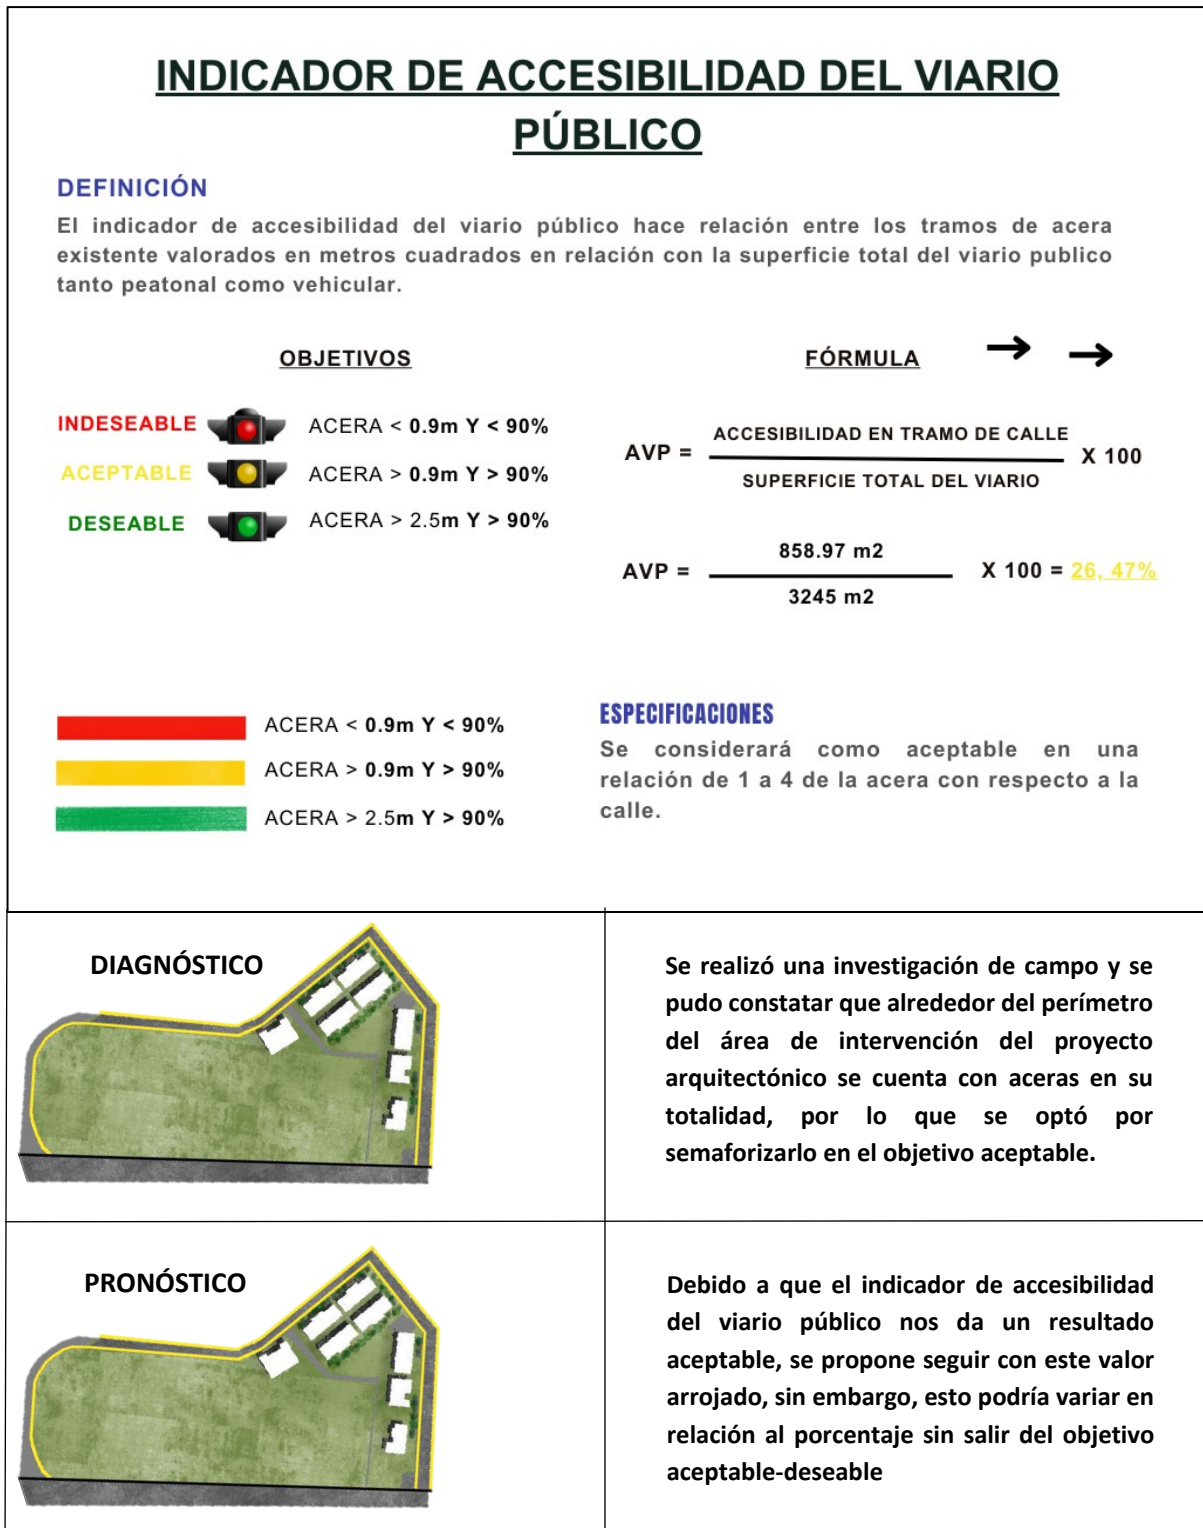 INDICADOR DE ACCESIBILIDAD DEL VIARIO
PÚBLICO
DEFINICIÓN
El indicador de accesibilidad del viario público hace relación entre los tramos de acera
existente valorados en metros cuadrados en relación con la superficie total del viario publico
tanto peatonal como vehicular.
OBJETIVOS
INDESEABLE ACERA < 0.9m Y < 90%
ACEPTABLE ACERA > 0.9m Y > 90%
DESEABLE ACERA > 2.5m Y > 90%
FÓRMULA → →
AVP = ACCESIBILIDAD EN TRAMO DE CALLE X 100
SUPERFICIE TOTAL DEL VIARIO
AVP = 858.97 m2 X 100 = 26, 47%
3245 m2
ACERA < 0.9m Y < 90%
ACERA > 0.9m Y > 90%
ACERA > 2.5m Y > 90%
ESPECIFICACIONES
Se considerará como aceptable en una
relación de 1 a 4 de la acera con respecto a la
calle.
DIAGNÓSTICO
Se realizó una investigación de campo y se
pudo constatar que alrededor del perímetro
del área de intervención del proyecto
arquitectónico se cuenta con aceras en su
totalidad, por lo que se optó por
semaforizarlo en el objetivo aceptable.
PRONÓSTICO
Debido a que el indicador de accesibilidad
del viario público nos da un resultado
aceptable, se propone seguir con este valor
arrojado, sin embargo, esto podría variar en
relación al porcentaje sin salir del objetivo
aceptable-deseable